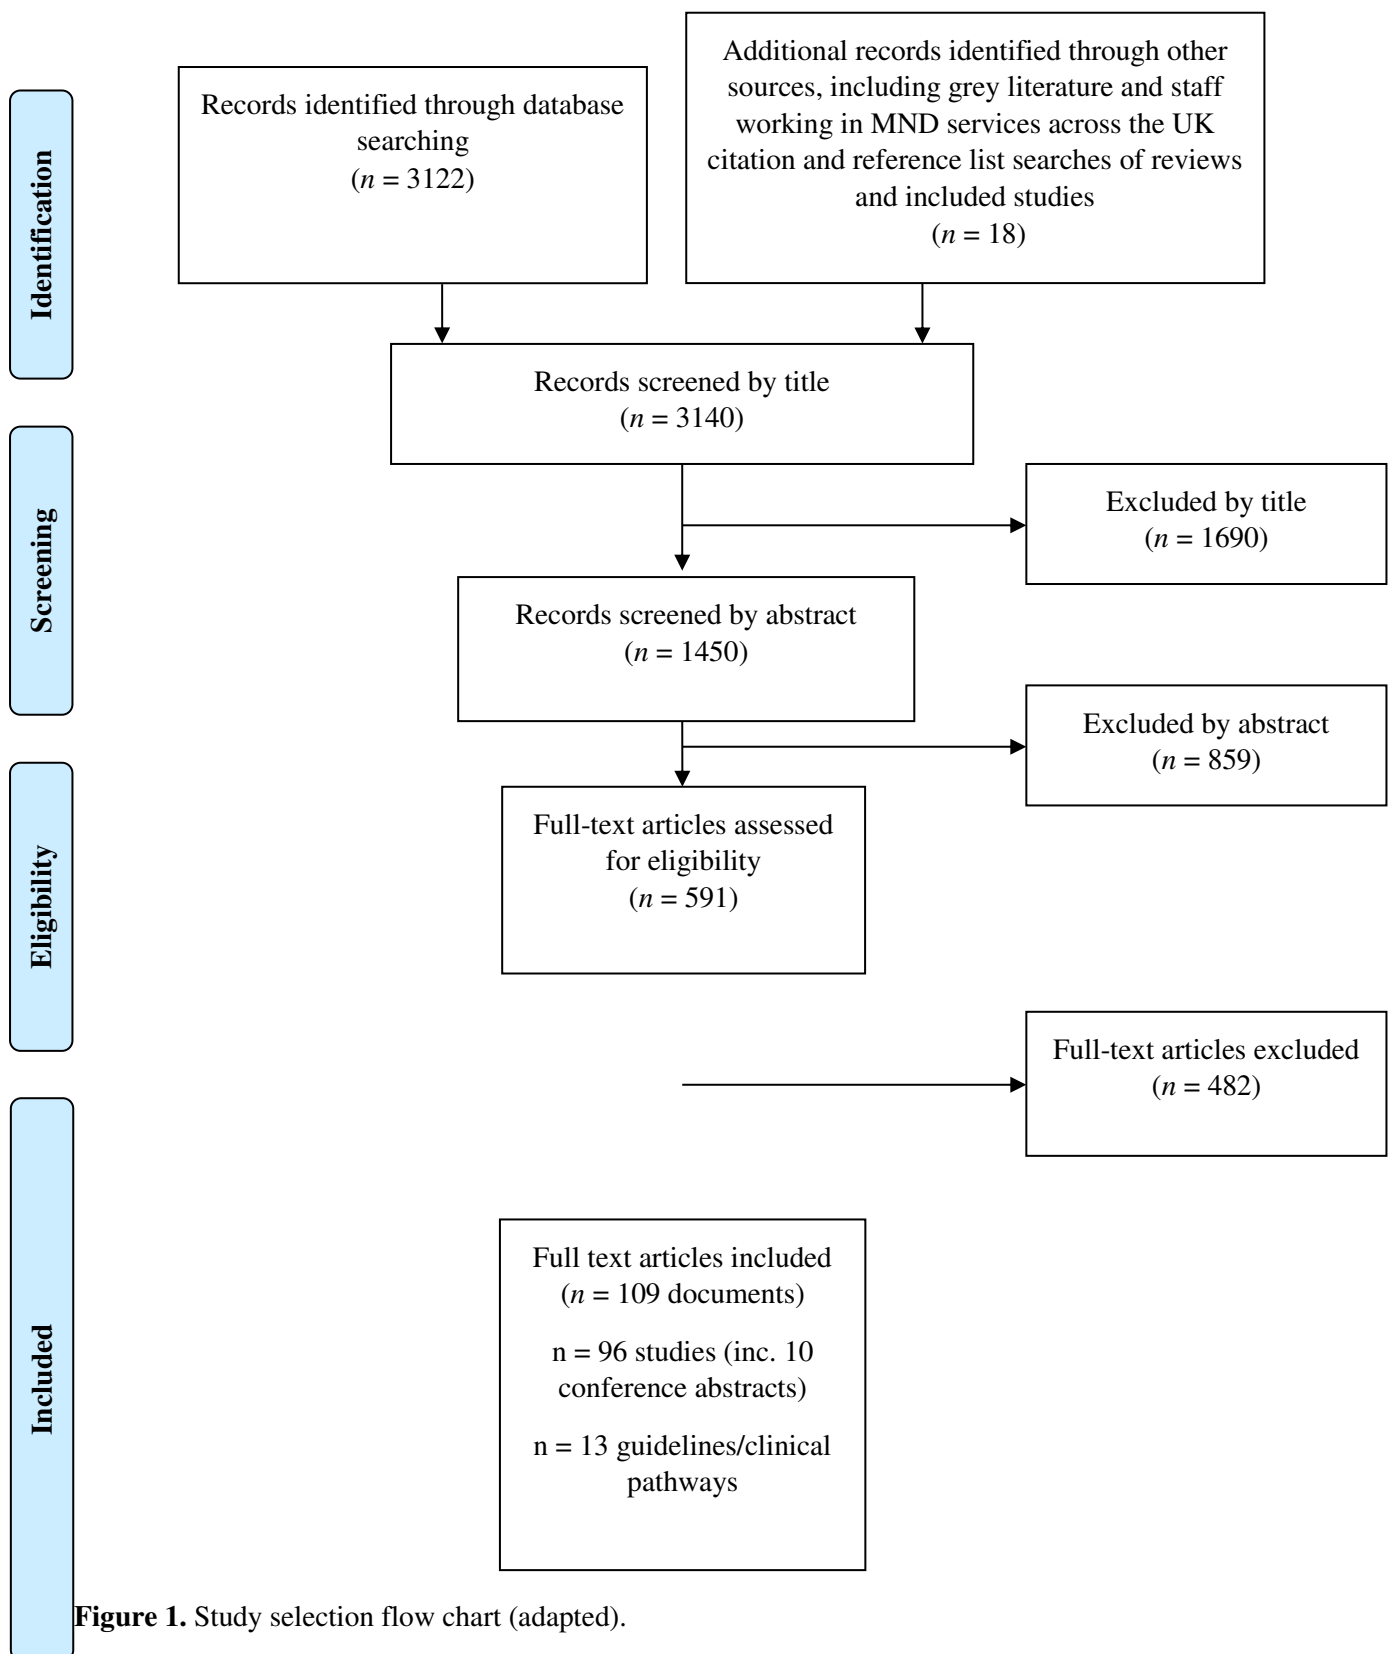 Identification
Records identified through database
searching
(n = 3122)
Additional records identified through other
sources, including grey literature and staff
working in MND services across the UK
citation and reference list searches of reviews
and included studies
(n = 18)
Records screened by title
(n = 3140)
Screening
Excluded by title
(n = 1690)
Records screened by abstract
(n = 1450)
Excluded by abstract
(n = 859)
Eligibility
Full-text articles assessed
for eligibility
(n = 591)
Full-text articles excluded
(n = 482)
Included
Full text articles included
(n = 109 documents)
n = 96 studies (inc. 10
conference abstracts)
n = 13 guidelines/clinical
pathways
Figure 1. Study selection flow chart (adapted).